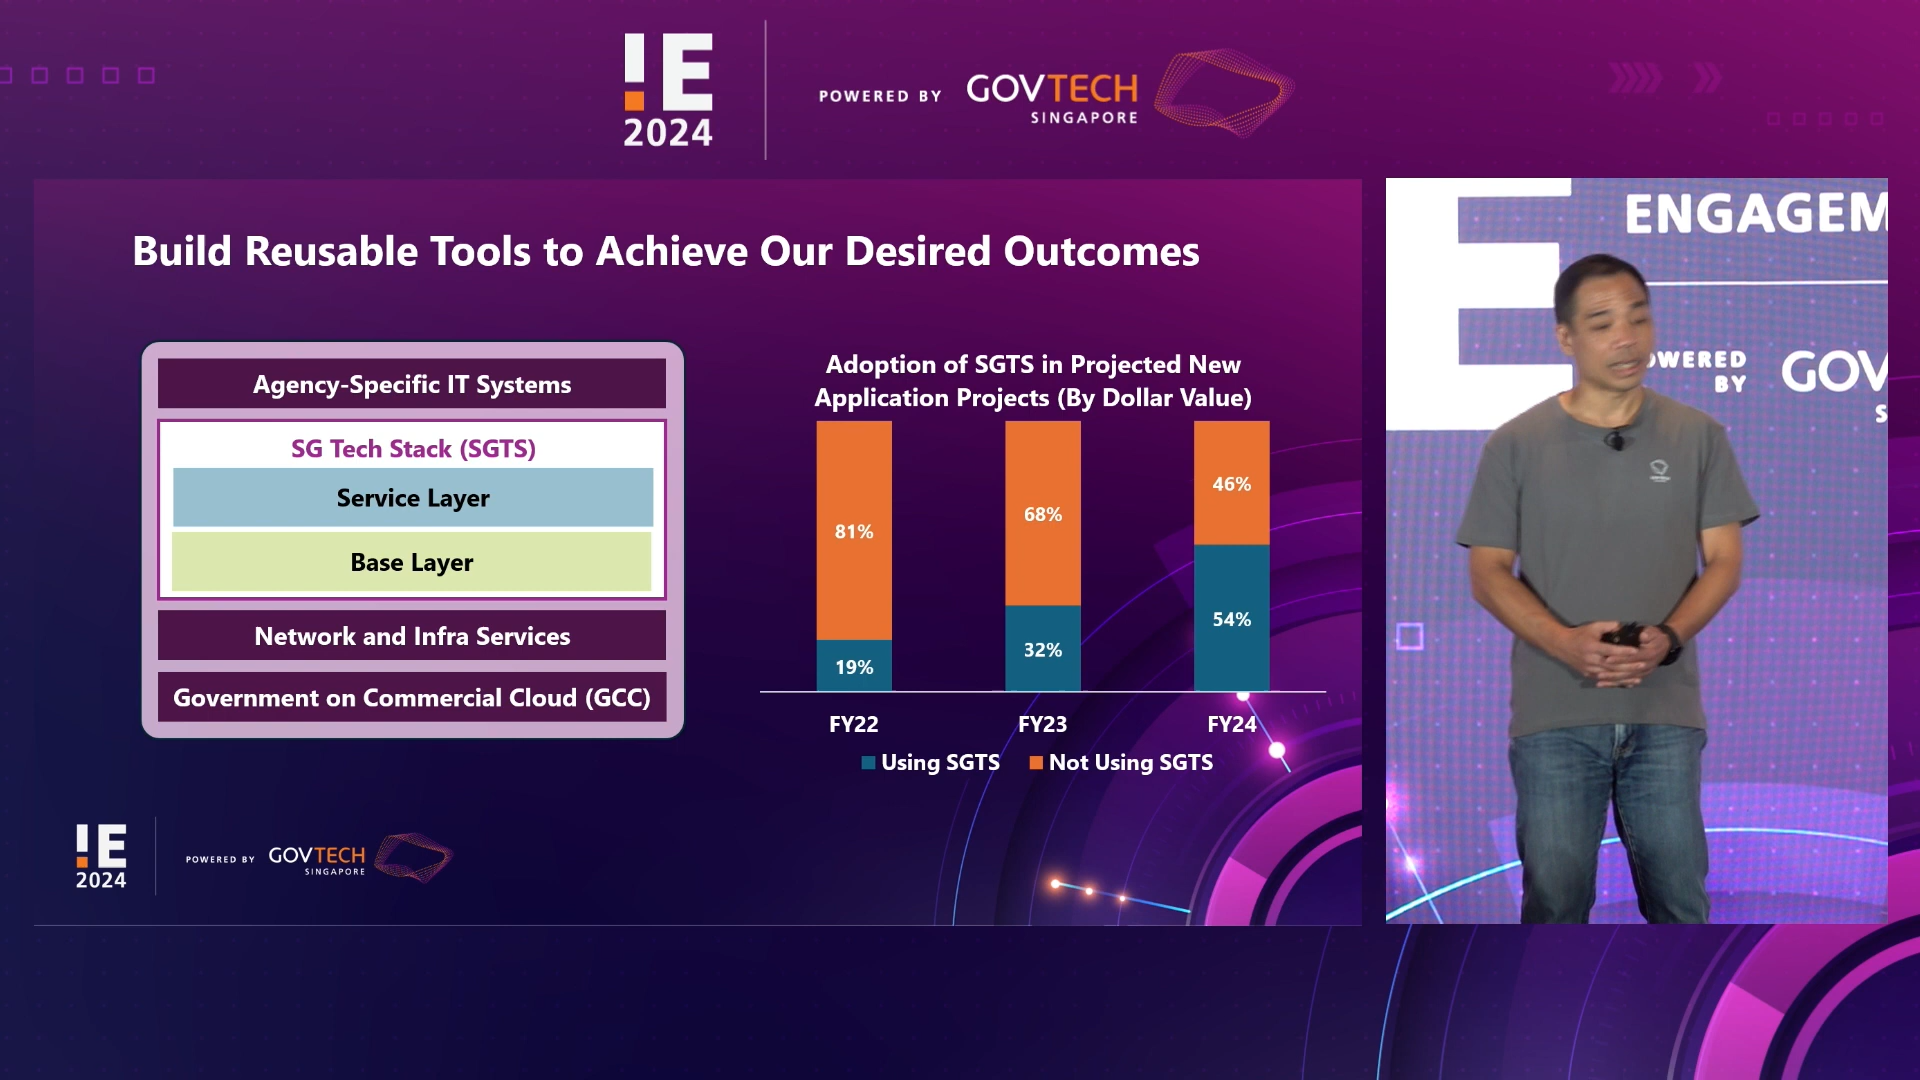 !E
2024
POWERED BY
GOVTECH
SINGAPORE
Build Reusable Tools to Achieve Our Desired Outcomes
Agency-Specific IT Systems
SG Tech Stack (SGTS)
Service Layer
Base Layer
Network and Infra Services
Government on Commercial Cloud (GCC)
Adoption of SGTS in Projected New
Application Projects (By Dollar Value)
81%
68%
46%
19%
32%
54%
FY22
FY23
FY24
Using SGTS
Not Using SGTS
!E
2024
POWERED BY
GOVTECH
SINGAPORE
E
ENGAGEM
OWERED
BY
GOV
S